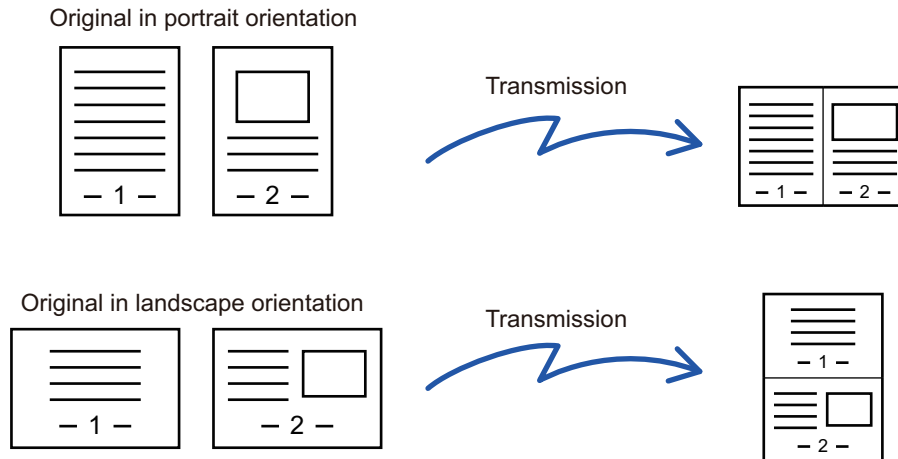 Original in portrait orientation
Transmission
– 1 –
– 2 –
– 1 –
– 2 –
Original in landscape orientation
Transmission
– 1 –
– 2 –
– 1 –
– 2 –